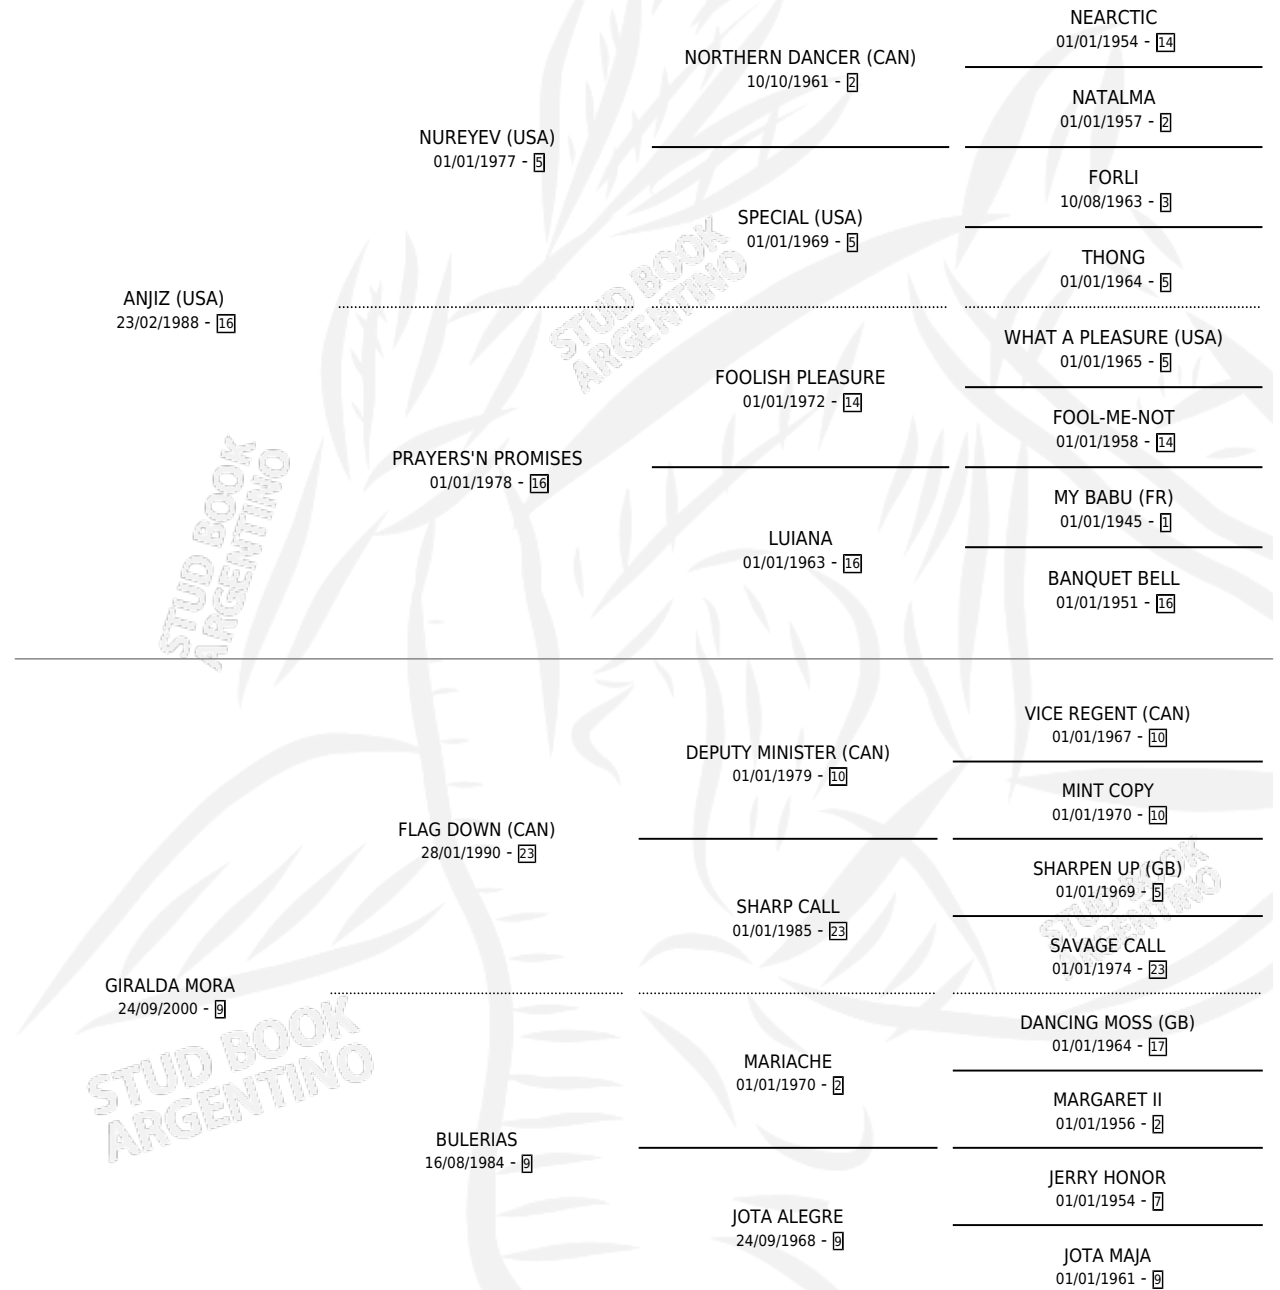 NEARCTIC
01/01/1954 - 14
NORTHERN DANCER (CAN)
10/10/1961 - 2
NATALMA
01/01/1957 - 2
NUREYEV (USA)
01/01/1977 - 5
FORLI
10/08/1963 - 3
SPECIAL (USA)
01/01/1969 - 5
THONG
01/01/1964 - 5
ANJIZ (USA)
23/02/1988 - 16
STUD BOOK
ARGENTINO
WHAT A PLEASURE (USA)
01/01/1965 - 5
FOOLISH PLEASURE
01/01/1972 - 14
FOOL-ME-NOT
01/01/1958 - 14
PRAYERS'N PROMISES
01/01/1978 - 16
MY BABU (FR)
01/01/1945 - 1
LUIANA
01/01/1963 - 16
BANQUET BELL
01/01/1951 - 16
STUD BOOK
ARGENTINO
VICE REGENT (CAN)
01/01/1967 - 10
DEPUTY MINISTER (CAN)
01/01/1979 - 10
MINT COPY
01/01/1970 - 10
FLAG DOWN (CAN)
28/01/1990 - 23
SHARPEN UP (GB)
01/01/1969 - 5
SHARP CALL
01/01/1985 - 23
SAVAGE CALL
01/01/1974 - 23
STUD BOOK
ARGENTINO
GIRALDA MORA
24/09/2000 - 9
DANCING MOSS (GB)
01/01/1964 - 17
MARIACHE
01/01/1970 - 2
MARGARET II
01/01/1956 - 2
STUD BOOK
ARGENTINO
BULERIAS
16/08/1984 - 9
JERRY HONOR
01/01/1954 - 7
JOTA ALEGRE
24/09/1968 - 9
JOTA MAJA
01/01/1961 - 9